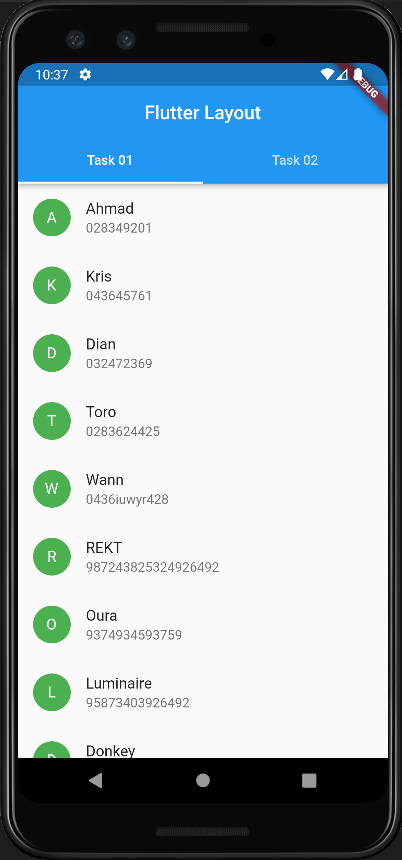 10:37
DEBUG
Flutter Layout
Task 01
Task 02
A
Ahmad
028349201
K
Kris
043645761
D
Dian
032472369
T
Toro
0283624425
W
Wann
0436iuwyr428
R
REKT
987243825324926492
O
Oura
9374934593759
L
Luminaire
95873403926492
D
Donkey